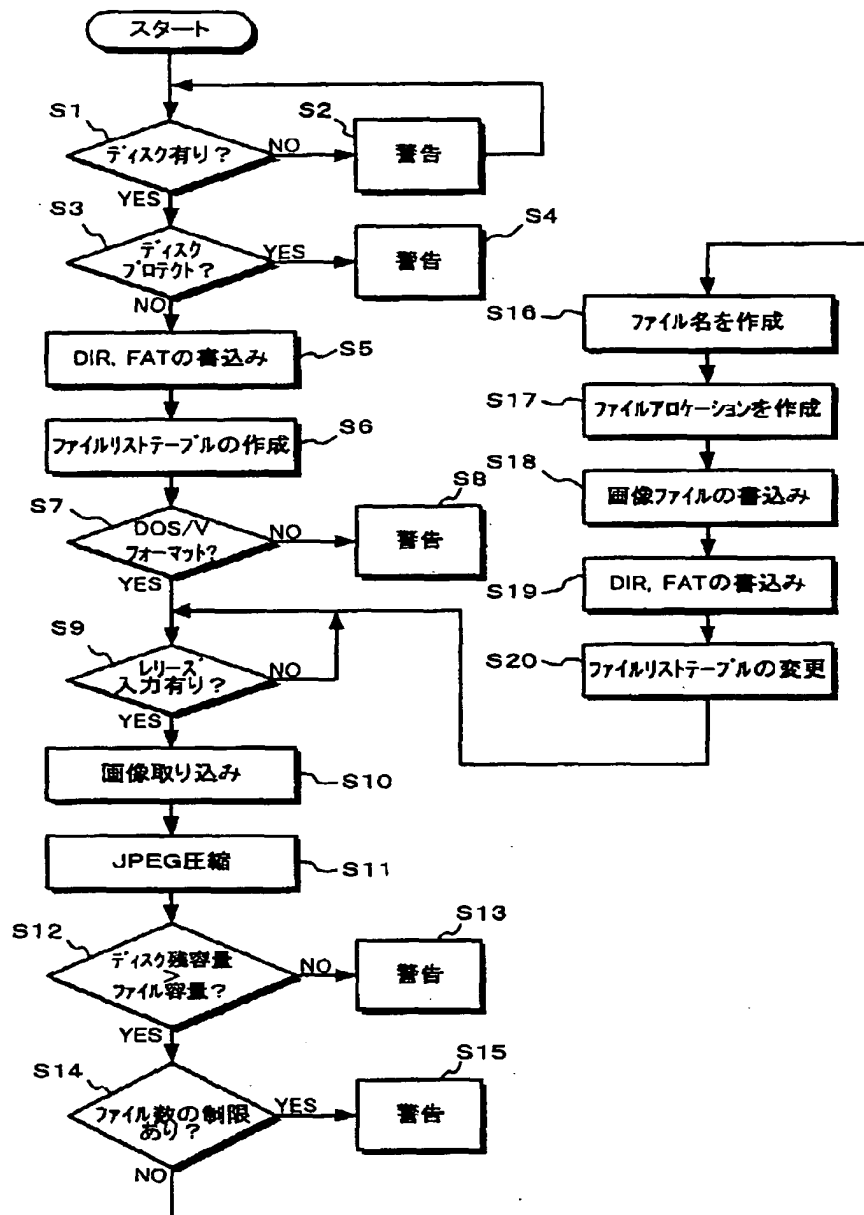 スタート
S1
ディスク有り?
NO
YES
S2
警告
S3
ディスク
プロテクト?
YES
NO
S4
警告
DIR, FATの書込み
S5
ファイルリストテーブルの作成
S6
S7
DOS/V
フォーマット?
NO
YES
S8
警告
S9
レリーズ
入力有り?
NO
YES
画像取り込み
S10
JPEG圧縮
S11
S12
ディスク残容量
>
ファイル容量?
NO
YES
S13
警告
S14
ファイル数の制限
あり?
YES
NO
S15
警告
S16
ファイル名を作成
S17
ファイルアロケーションを作成
S18
画像ファイルの書込み
S19
DIR, FATの書込み
S20
ファイルリストテーブルの変更